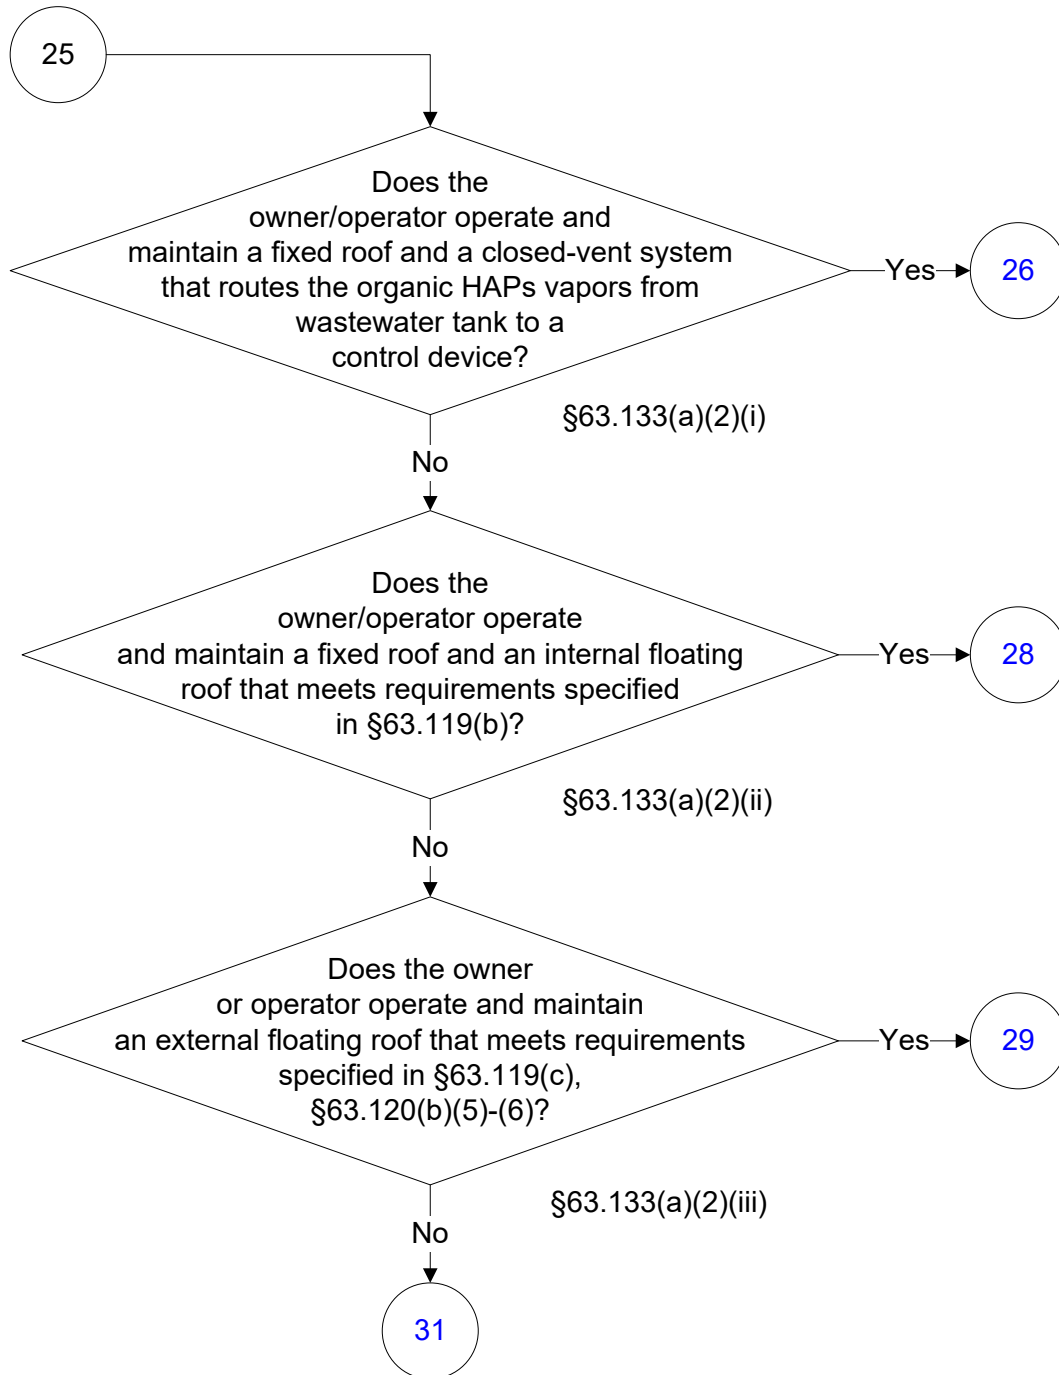 25
Does the
owner/operator operate and
maintain a fixed roof and a closed-vent system
that routes the organic HAPs vapors from
wastewater tank to a
control device?
Yes
26
§63.133(a)(2)(i)
No
Does the
owner/operator operate
and maintain a fixed roof and an internal floating
roof that meets requirements specified
in §63.119(b)?
Yes
28
§63.133(a)(2)(ii)
No
Does the owner
or operator operate and maintain
an external floating roof that meets requirements
specified in §63.119(c),
§63.120(b)(5)-(6)?
Yes
29
§63.133(a)(2)(iii)
No
31